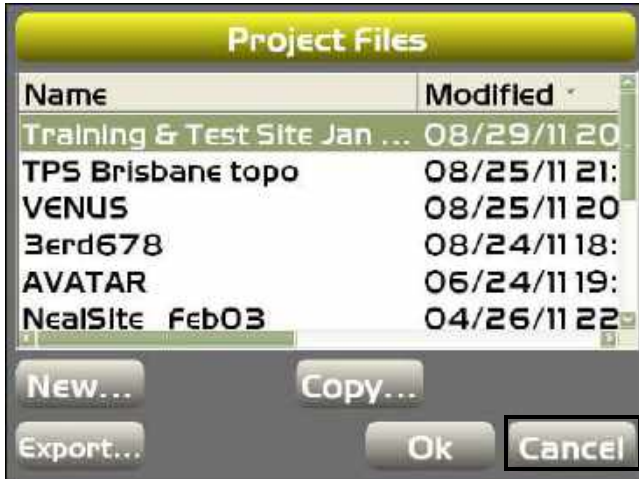 Project Files
Name Modified
Training & Test Site Jan ... 08/29/11 20
TPS Brisbane topo 08/25/11 21:
VENUS 08/25/11 20
3erd678 08/24/11 18:
AVATAR 06/24/11 19:
NealSite Feb03 04/26/11 22
New... Copy...
Export... Ok Cancel